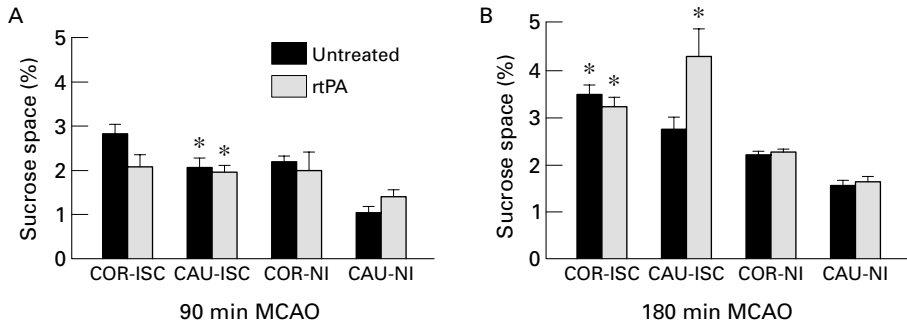 A
Sucrose space (%)
5
4
3
2
1
0
Untreated
rtPA
* *
COR-ISC CAU-ISC COR-NI CAU-NI
90 min MCAO
B
Sucrose space (%)
5
4
3
2
1
0
* * *
COR-ISC CAU-ISC COR-NI CAU-NI
180 min MCAO